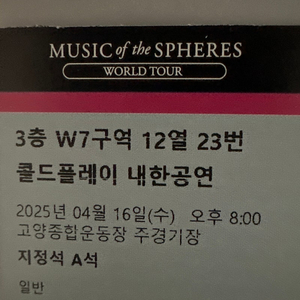 MUSIC of the SPHERES
WORLD TOUR
3층 W7구역 12열 23번
콜드플레이 내한공연
2025년 04월 16일(수) 오후 8:00
고양종합운동장 주경기장
지정석 A석
일반